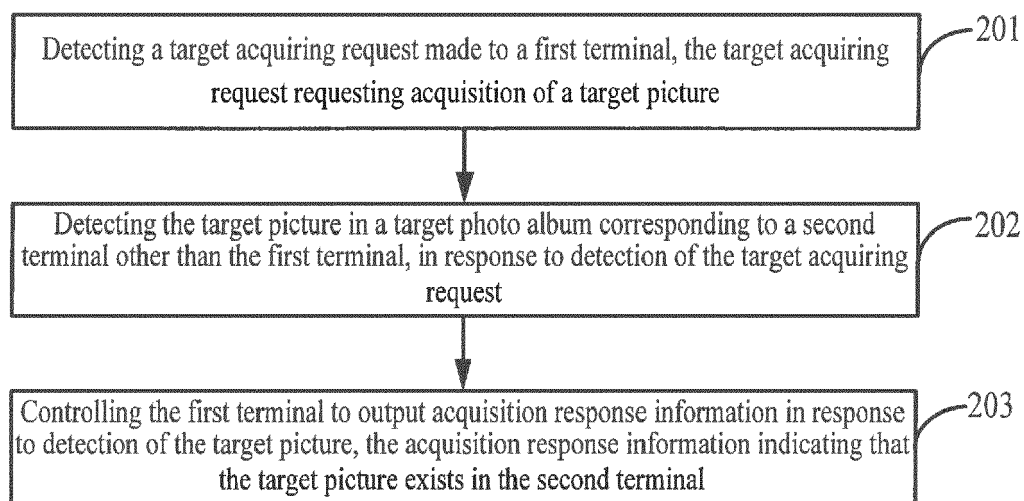 Detecting a target acquiring request made to a first terminal, the target acquiring
request requesting acquisition of a target picture
201
Detecting the target picture in a target photo album corresponding to a second
terminal other than the first terminal, in response to detection of the target acquiring
request
202
Controlling the first terminal to output acquisition response information in response
to detection of the target picture, the acquisition response information indicating that
the target picture exists in the second terminal
203